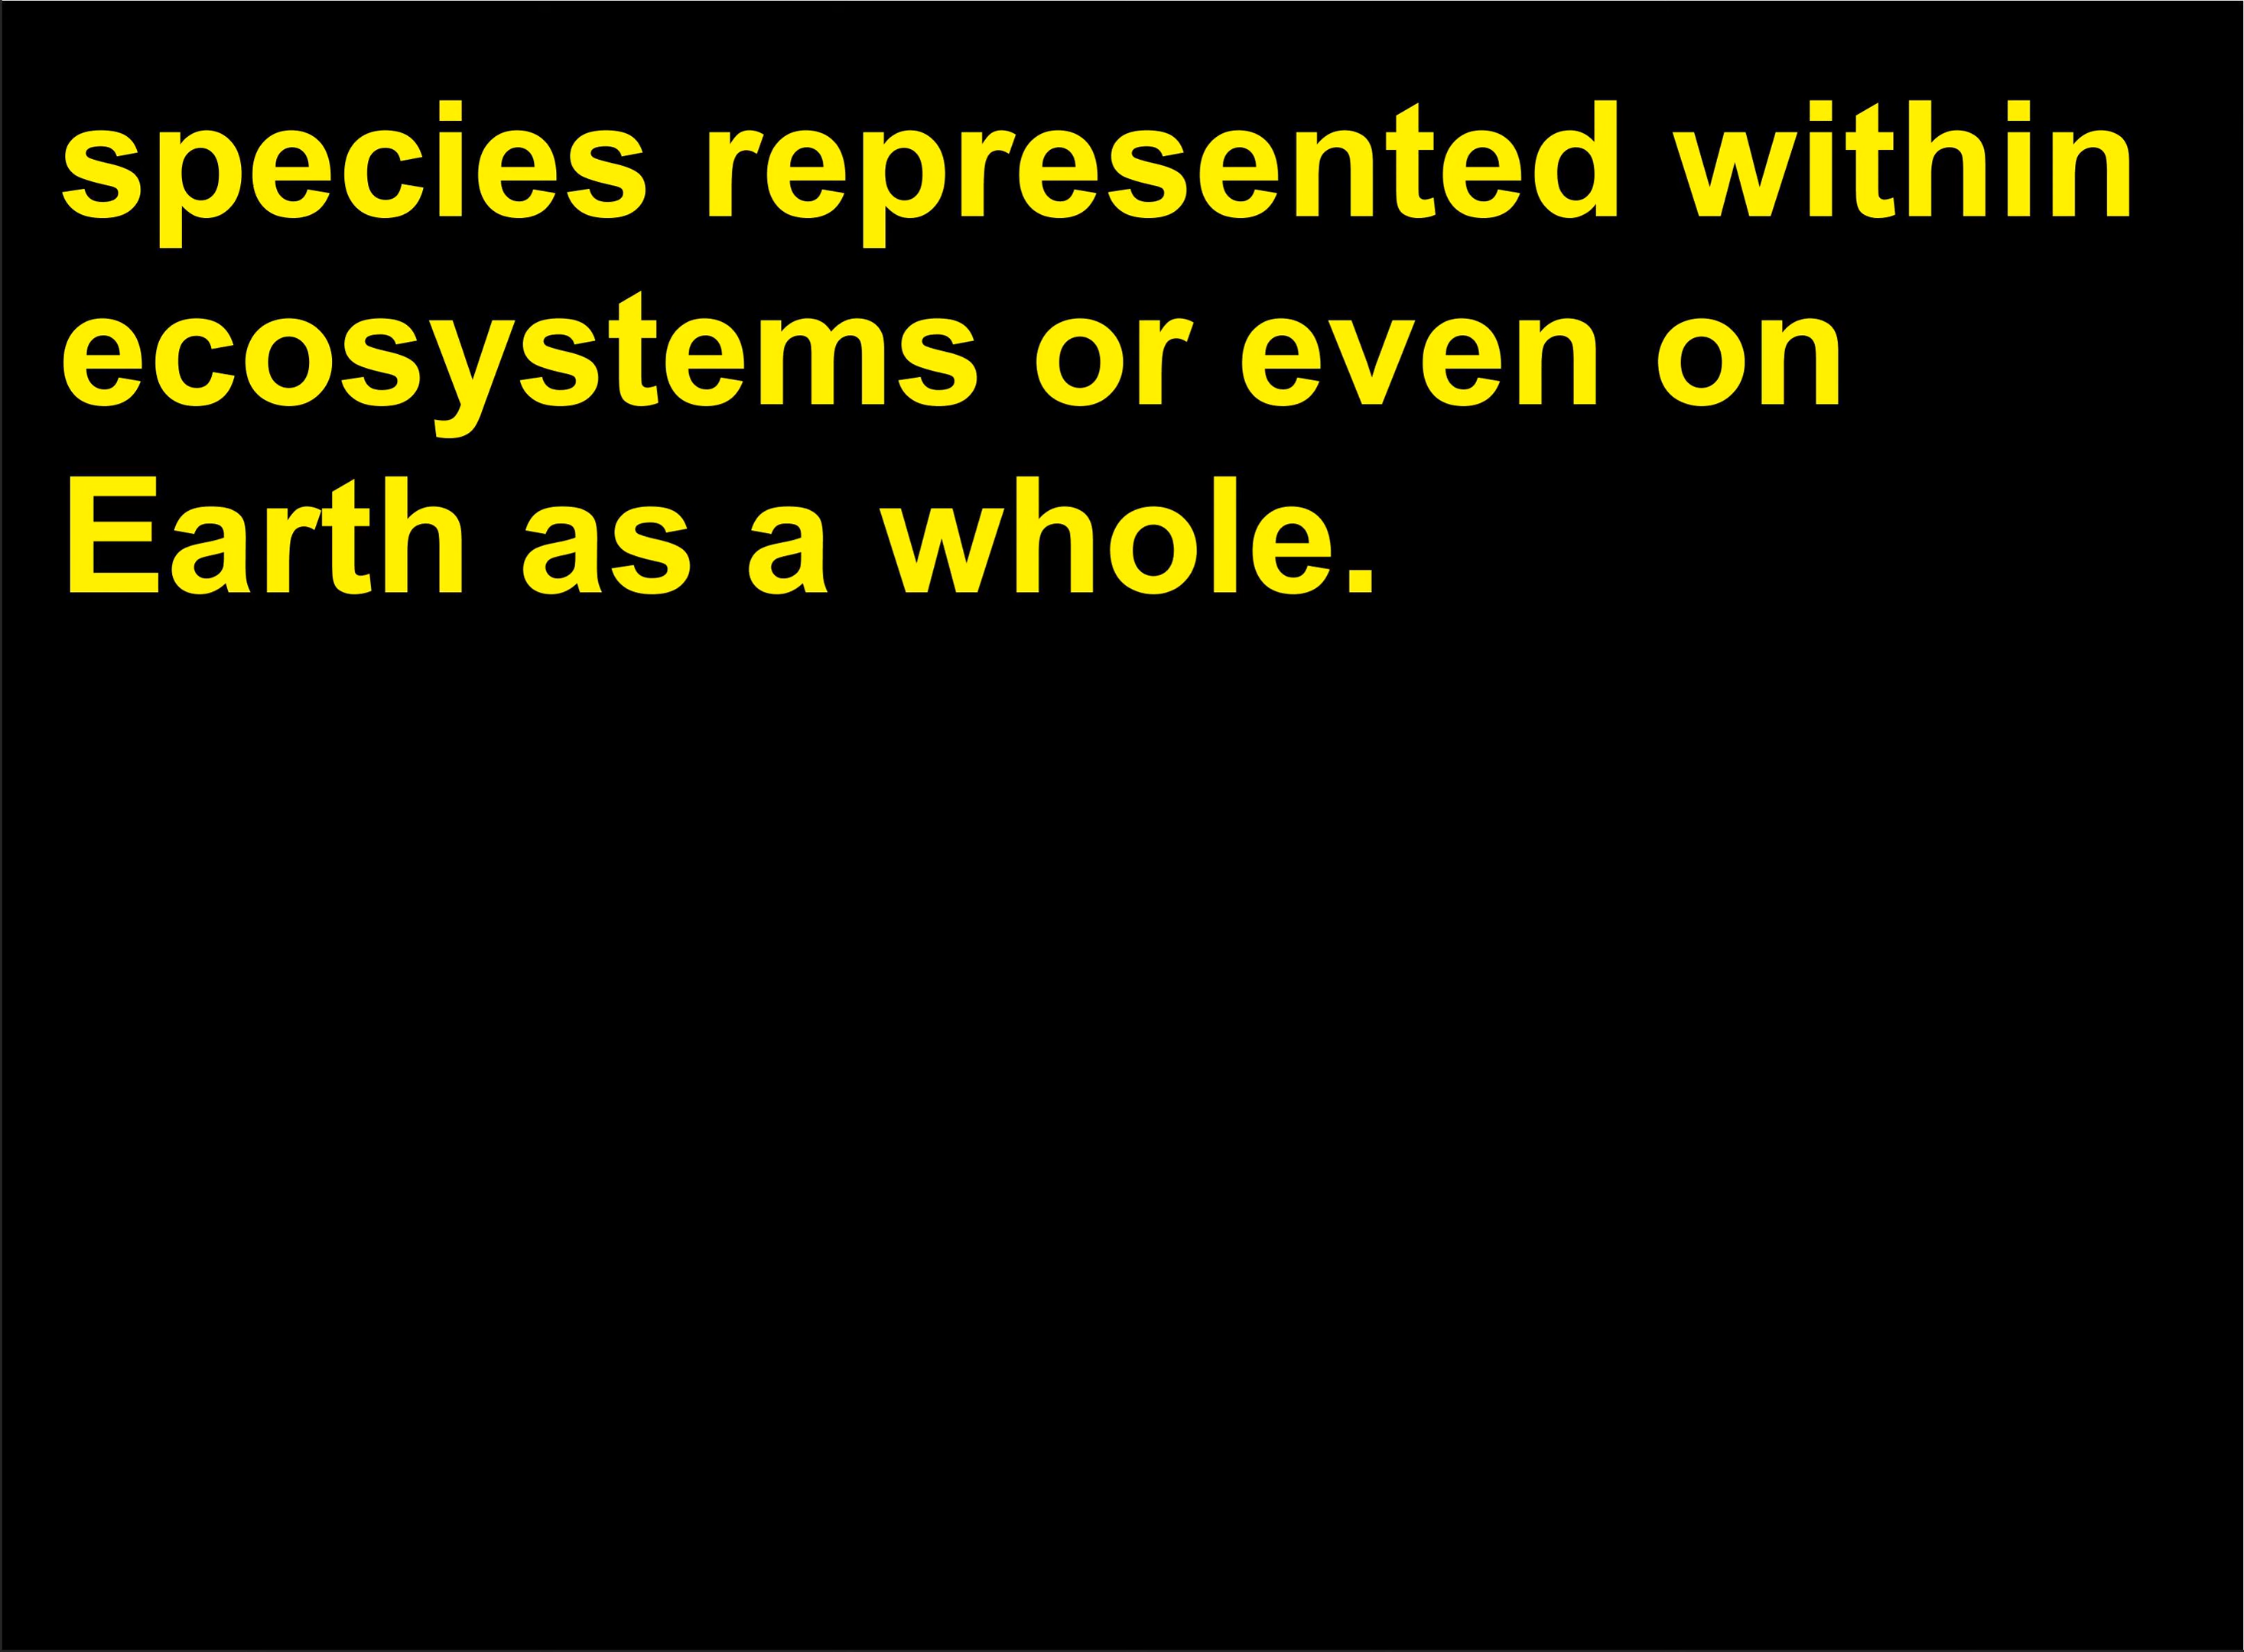 species represented within
ecosystems or even on
Earth as a whole.